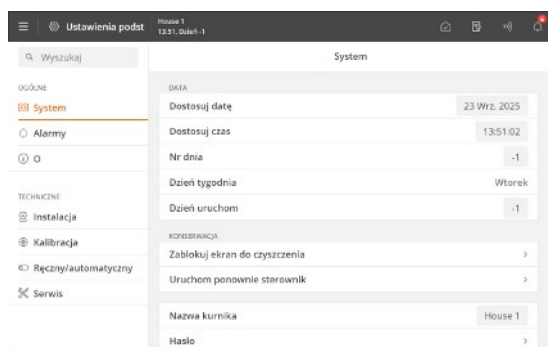 Ustawienia podst
House 1
13:51, Dzień -1
6
Wyszukaj
System
OGÓLNE
System
Alarmy
O
TECHNICZNE
Instalacja
Kalibracja
Ręczny/automatyczny
Serwis
DATA
Dostosuj datę 23 Wrz. 2025
Dostosuj czas 13:51:02
Nr dnia -1
Dzień tygodnia Wtorek
Dzień uruchom -1
KONSERWACJA
Zablokuj ekran do czyszczenia
Uruchom ponownie sterownik
Nazwa kurnika House 1
Hasło